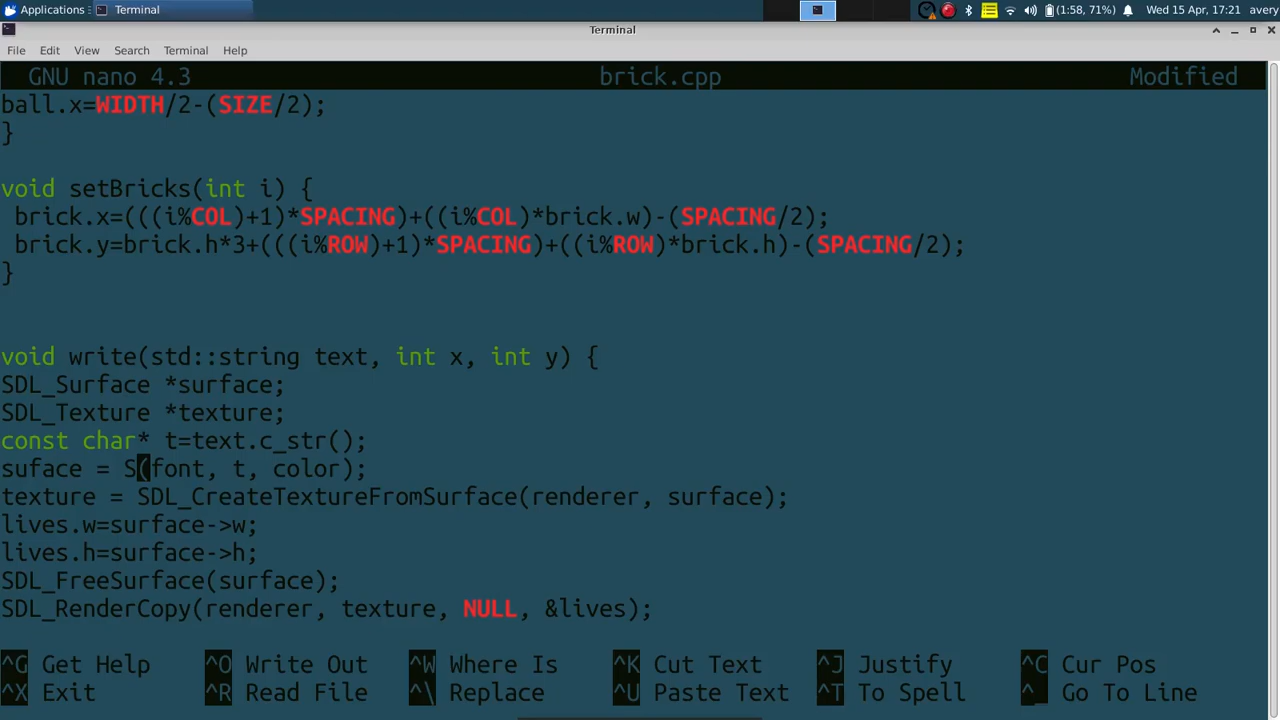 Applications Terminal (1:58, 71%) Wed 15 Apr, 17:21 avery
Terminal
File Edit View Search Terminal Help
GNU nano 4.3 brick.cpp Modified
ball.x=WIDTH/2-(SIZE/2);
}
void setBricks(int i) {
brick.x=(((i%COL)+1)*SPACING)+((i%COL)*brick.w)-(SPACING/2);
brick.y=brick.h*3+(((i%ROW)+1)*SPACING)+((i%ROW)*brick.h)-(SPACING/2);
}
void write(std::string text, int x, int y) {
SDL_Surface *surface;
SDL_Texture *texture;
const char* t=text.c_str();
suface = S(font, t, color);
texture = SDL_CreateTextureFromSurface(renderer, surface);
lives.w=surface->w;
lives.h=surface->h;
SDL_FreeSurface(surface);
SDL_RenderCopy(renderer, texture, NULL, &lives);
^G Get Help ^O Write Out ^W Where Is ^K Cut Text ^J Justify ^C Cur Pos
^X Exit ^R Read File ^\ Replace ^U Paste Text ^T To Spell ^_ Go To Line